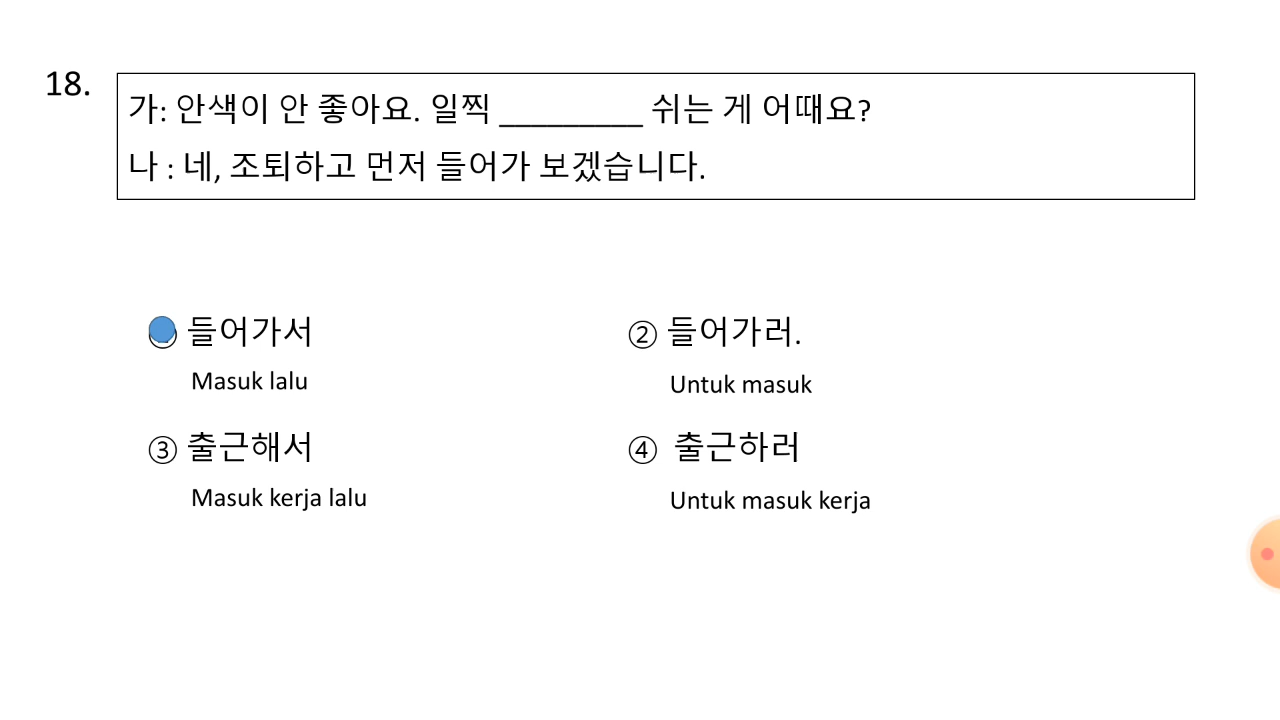 18.
가: 안색이 안 좋아요. 일찍 _________ 쉬는 게 어때요?
나 : 네, 조퇴하고 먼저 들어가 보겠습니다.
들어가서
② 들어가러.
Masuk lalu
Untuk masuk
③ 출근해서
④ 출근하러
Masuk kerja lalu
Untuk masuk kerja